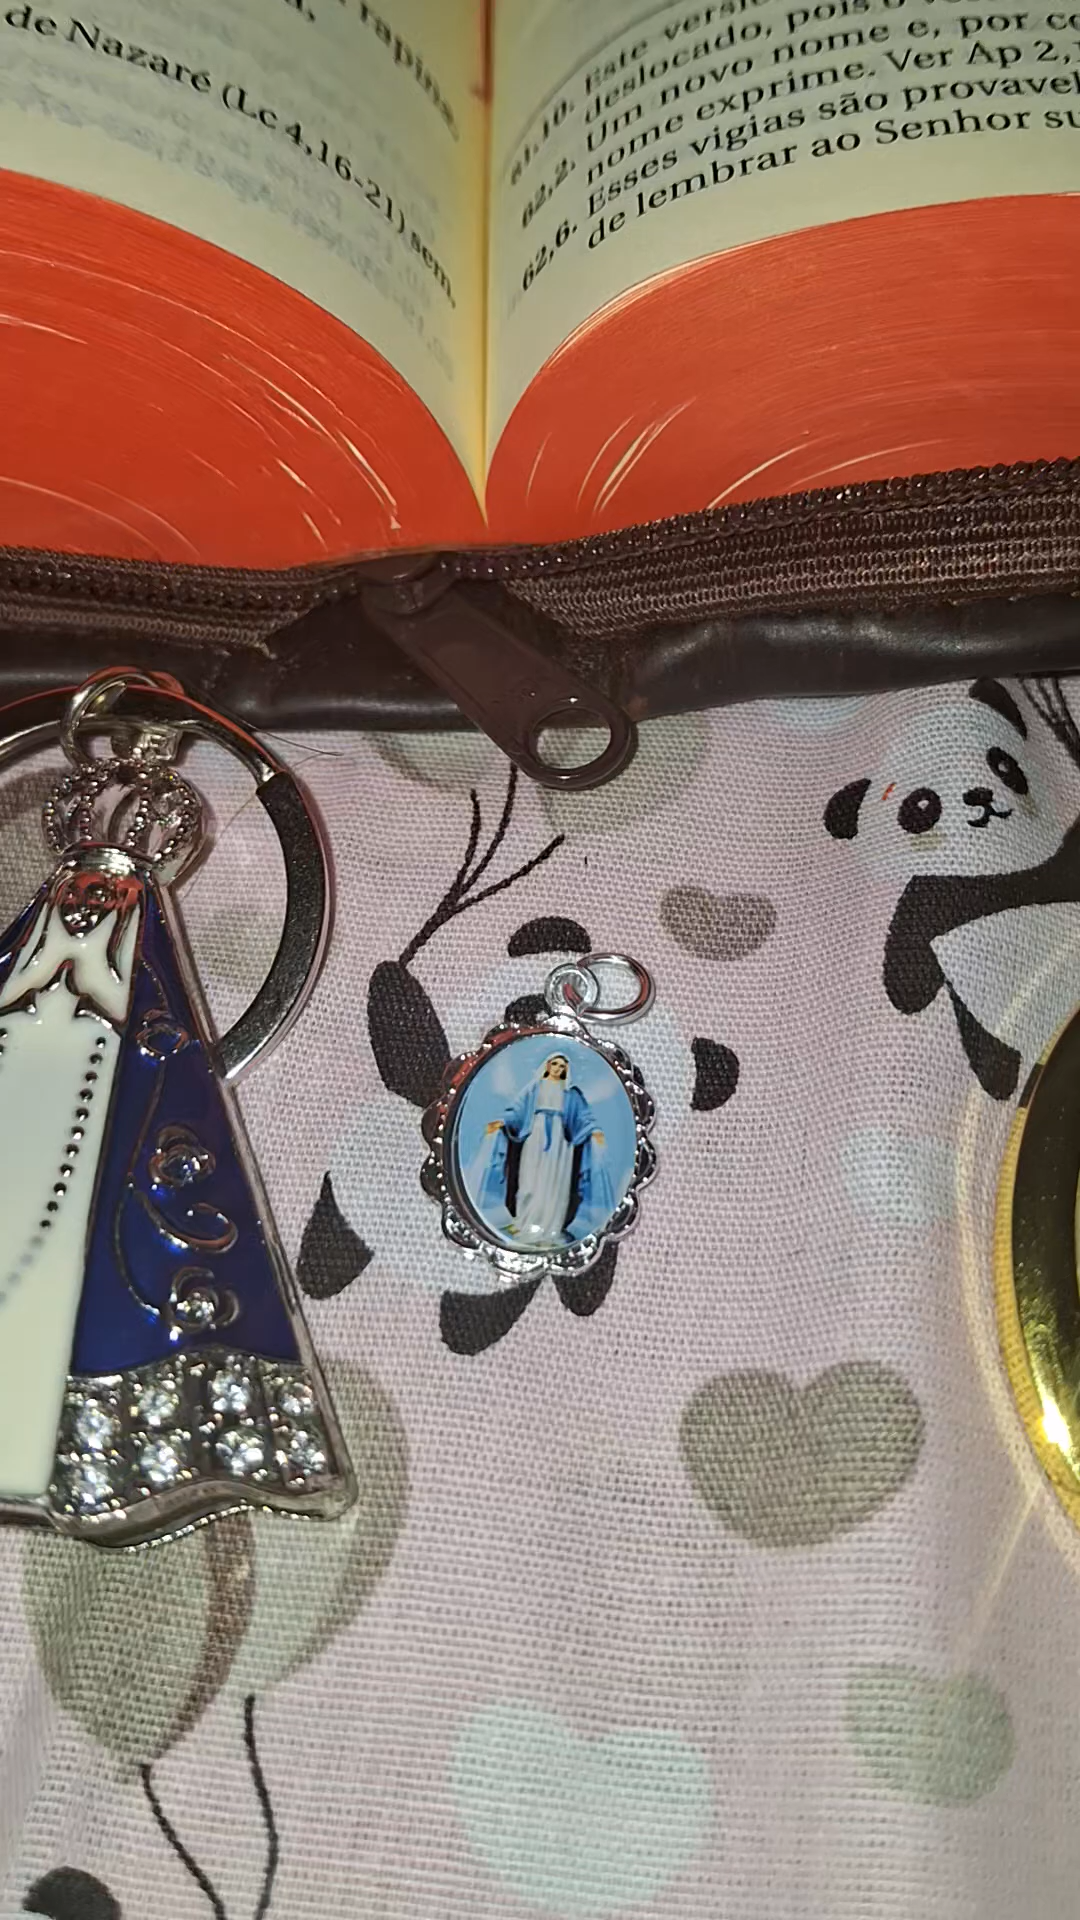 rapina
de Nazaré (Lc 4,16-21) sem,
61,10. Este versí
deslocado, pois o
62,2. Um novo nome e, por co
nome exprime. Ver Ap 2,1
62,6. Esses vigias são provavel
de lembrar ao Senhor su